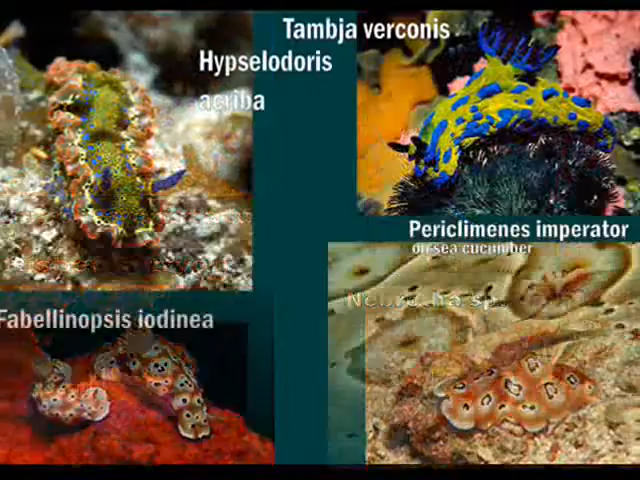 Tambja verconis
Hypselodoris
acriba
Periclimenes imperator
on sea cucumber
Fabellinopsis iodinea